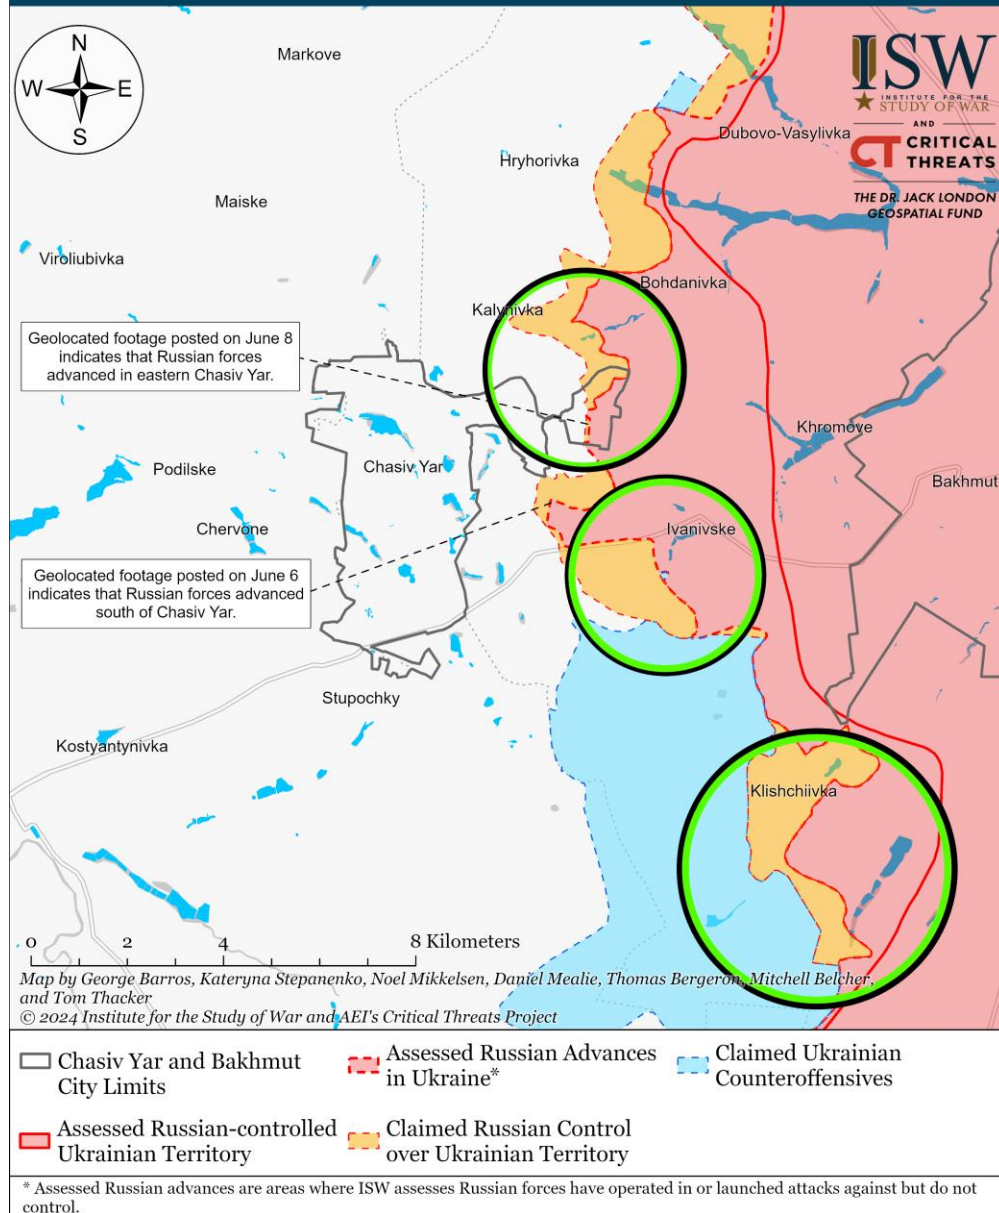 N
W
E
S
Markove
ISW
INSTITUTE FOR THE
STUDY OF WAR
AND
CT CRITICAL
THREATS
THE DR. JACK LONDON
GEOSPATIAL FUND
Dubovo-Vasylivka
Hryhorivka
Maiske
Viroliubivka
Bohdanivka
Kalynivka
Geolocated footage posted on June 8
indicates that Russian forces
advanced in eastern Chasiv Yar.
Khromove
Podilske
Chasiv Yar
Bakhmut
Chervone
Ivanivske
Geolocated footage posted on June 6
indicates that Russian forces advanced
south of Chasiv Yar.
Stupochky
Kostyantynivka
Klishchiivka
0 2 4 8 Kilometers
Map by George Barros, Kateryna Stepanenko, Noel Mikkelsen, Daniel Mealie, Thomas Bergeron, Mitchell Belcher,
and Tom Thacker
© 2024 Institute for the Study of War and AEI's Critical Threats Project
Chasiv Yar and Bakhmut
City Limits
Assessed Russian Advances
in Ukraine*
Claimed Ukrainian
Counteroffensives
Assessed Russian-controlled
Ukrainian Territory
Claimed Russian Control
over Ukrainian Territory
* Assessed Russian advances are areas where ISW assesses Russian forces have operated in or launched attacks against but do not
control.